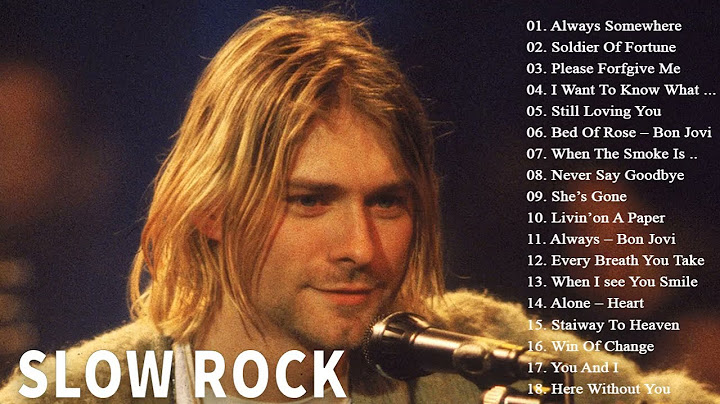 01. Always Somewhere
02. Soldier Of Fortune
03. Please Forfgive Me
04. I Want To Know What ...
05. Still Loving You
06. Bed Of Rose – Bon Jovi
07. When The Smoke Is ..
08. Never Say Goodbye
09. She's Gone
10. Livin'on A Paper
11. Always – Bon Jovi
12. Every Breath You Take
13. When I see You Smile
14. Alone – Heart
15. Staiway To Heaven
16. Win Of Change
17. You And I
18. Here Without You
SLOW ROCK